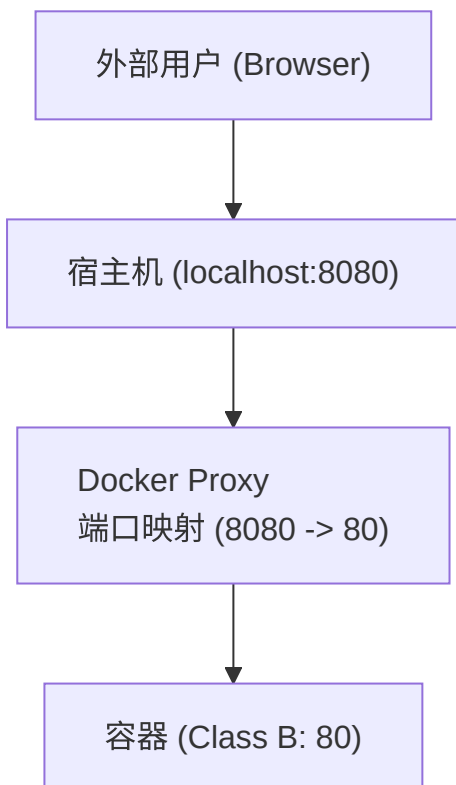 外部用户 (Browser)
宿主机 (localhost:8080)
Docker Proxy
端口映射 (8080 -> 80)
容器 (Class B: 80)